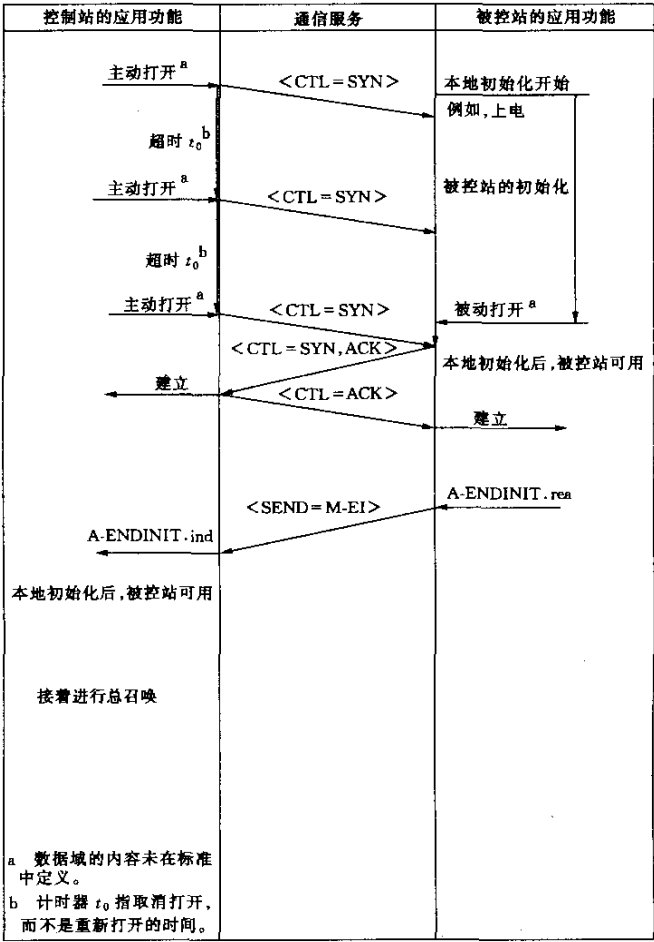 控制站的应用功能
通信服务
被控站的应用功能
主动打开 a
<CTL=SYN>
本地初始化开始
例如,上电
超时 t0 b
主动打开 a
<CTL=SYN>
被控站的初始化
超时 t0 b
主动打开 a
<CTL=SYN>
被动打开 a
<CTL=SYN,ACK>
本地初始化后,被控站可用
建立
<CTL=ACK>
建立
A-ENDINIT.rea
<SEND=M-EI>
A-ENDINIT.ind
本地初始化后,被控站可用
接着进行总召唤
a 数据域的内容未在标准
中定义。
b 计时器 t0 指取消打开,
而不是重新打开的时间。